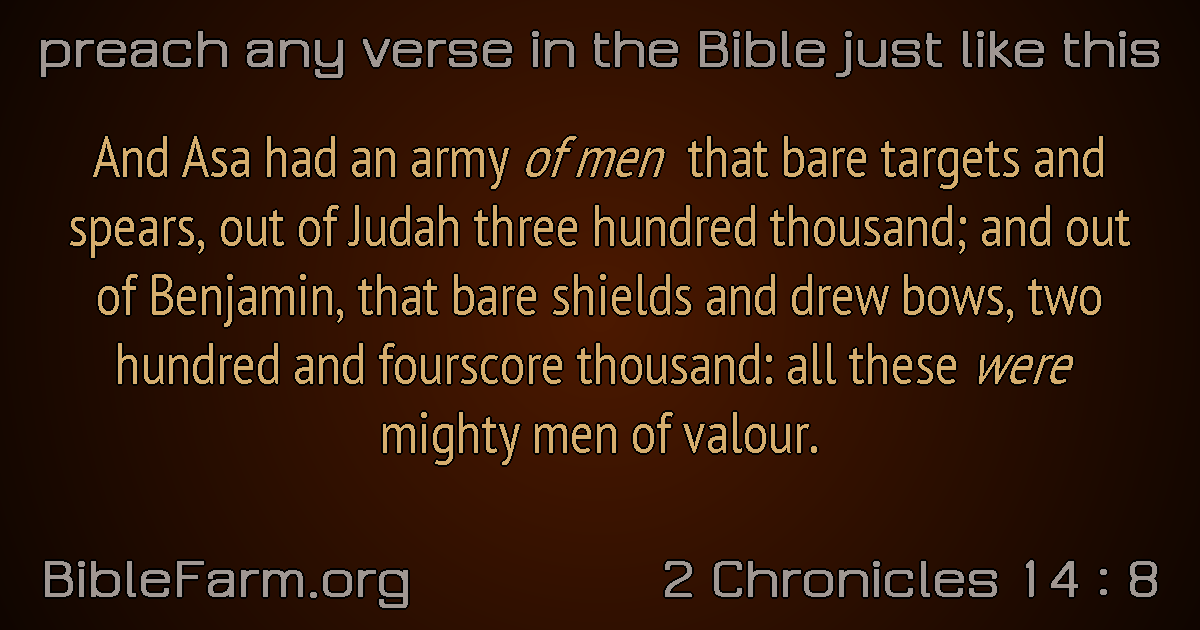 preach any verse in the Bible just like this
And Asa had an army of men that bare targets and
spears, out of Judah three hundred thousand; and out
of Benjamin, that bare shields and drew bows, two
hundred and fourscore thousand: all these were
mighty men of valour.
BibleFarm.org
2 Chronicles 14 : 8